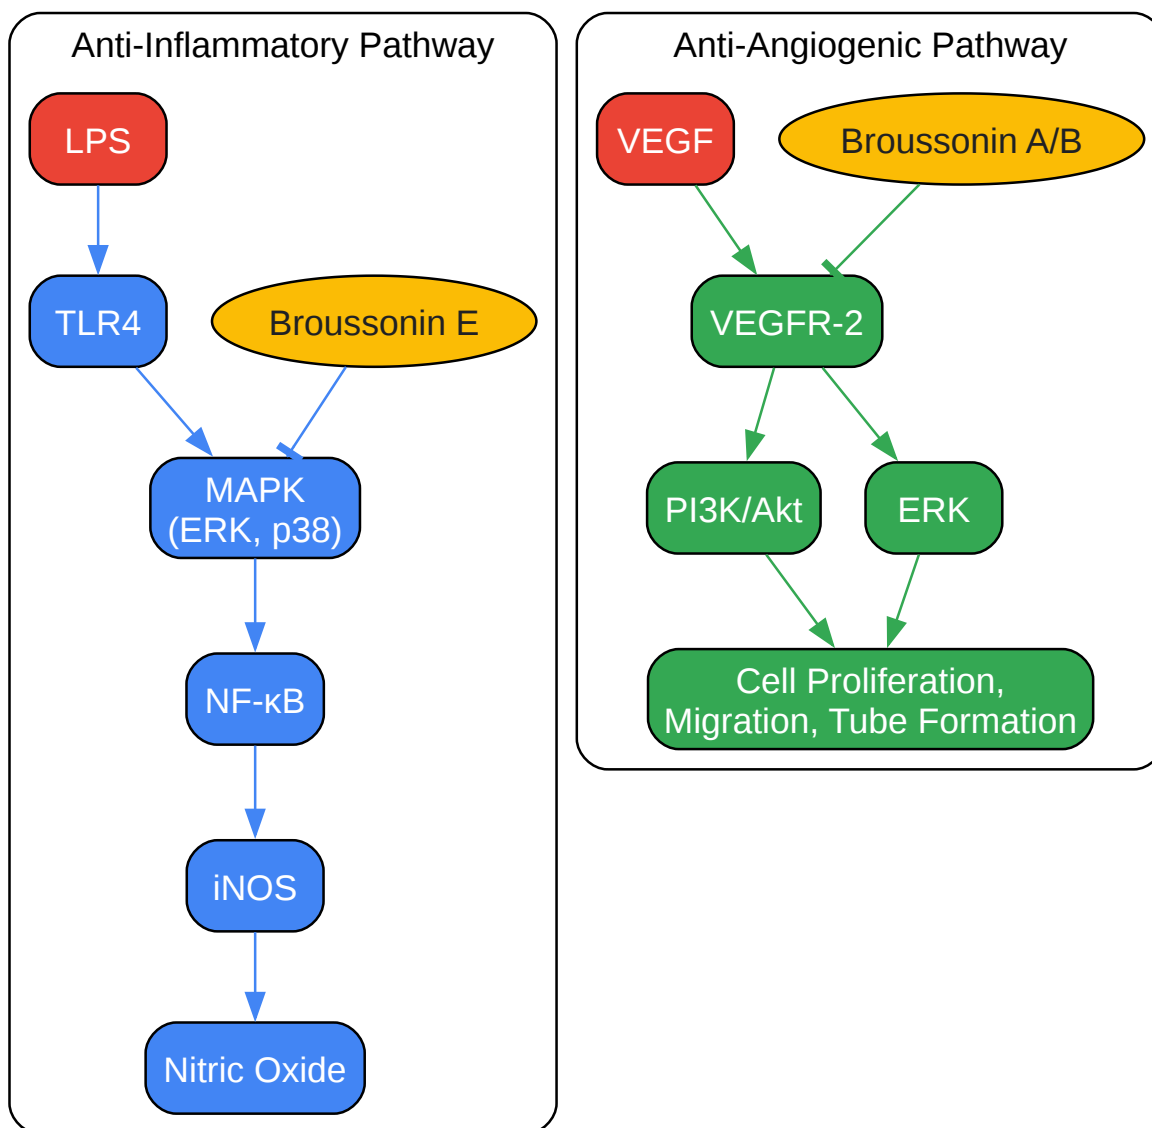 Anti-Inflammatory Pathway
LPS
TLR4
Broussonin E
MAPK
(ERK, p38)
NF-κB
iNOS
Nitric Oxide
Anti-Angiogenic Pathway
VEGF
Broussonin A/B
VEGFR-2
PI3K/Akt
ERK
Cell Proliferation,
Migration, Tube Formation